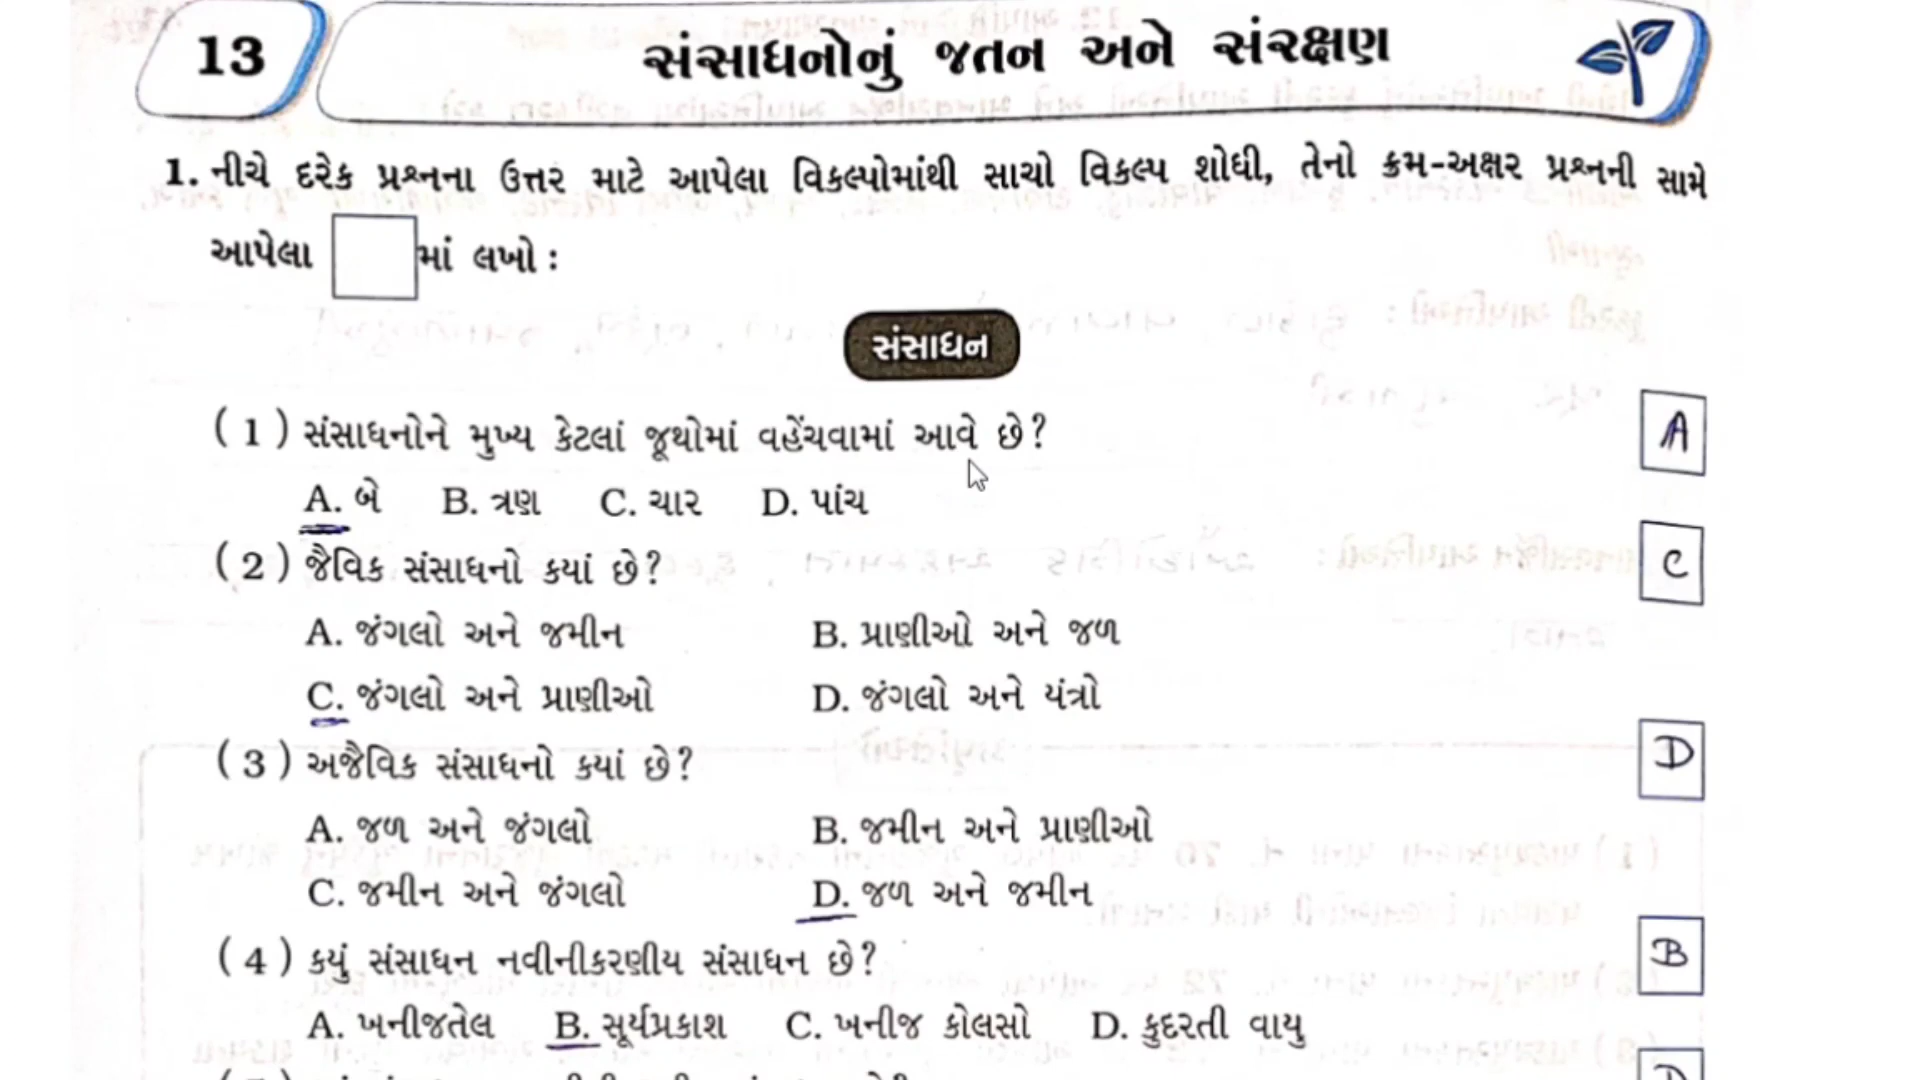 13
સંસાધનોનું જતન અને સંરક્ષણ
1. નીચે દરેક પ્રશ્નના ઉત્તર માટે આપેલા વિકલ્પોમાંથી સાચો વિકલ્પ શોધી, તેનો ક્રમ-અક્ષર પ્રશ્નની સામે
આપેલા માં લખો :
સંસાધન
(1) સંસાધનોને મુખ્ય કેટલાં જૂથોમાં વહેંચવામાં આવે છે? A
A. બે B. ત્રણ C. ચાર D. પાંચ
(2) જૈવિક સંસાધનો કયાં છે? C
A. જંગલો અને જમીન B. પ્રાણીઓ અને જળ
C. જંગલો અને પ્રાણીઓ D. જંગલો અને યંત્રો
(3) અજૈવિક સંસાધનો કયાં છે? D
A. જળ અને જંગલો B. જમીન અને પ્રાણીઓ
C. જમીન અને જંગલો D. જળ અને જમીન
(4) કયું સંસાધન નવીનીકરણીય સંસાધન છે? B
A. ખનીજતેલ B. સૂર્યપ્રકાશ C. ખનીજ કોલસો D. કુદરતી વાયુ